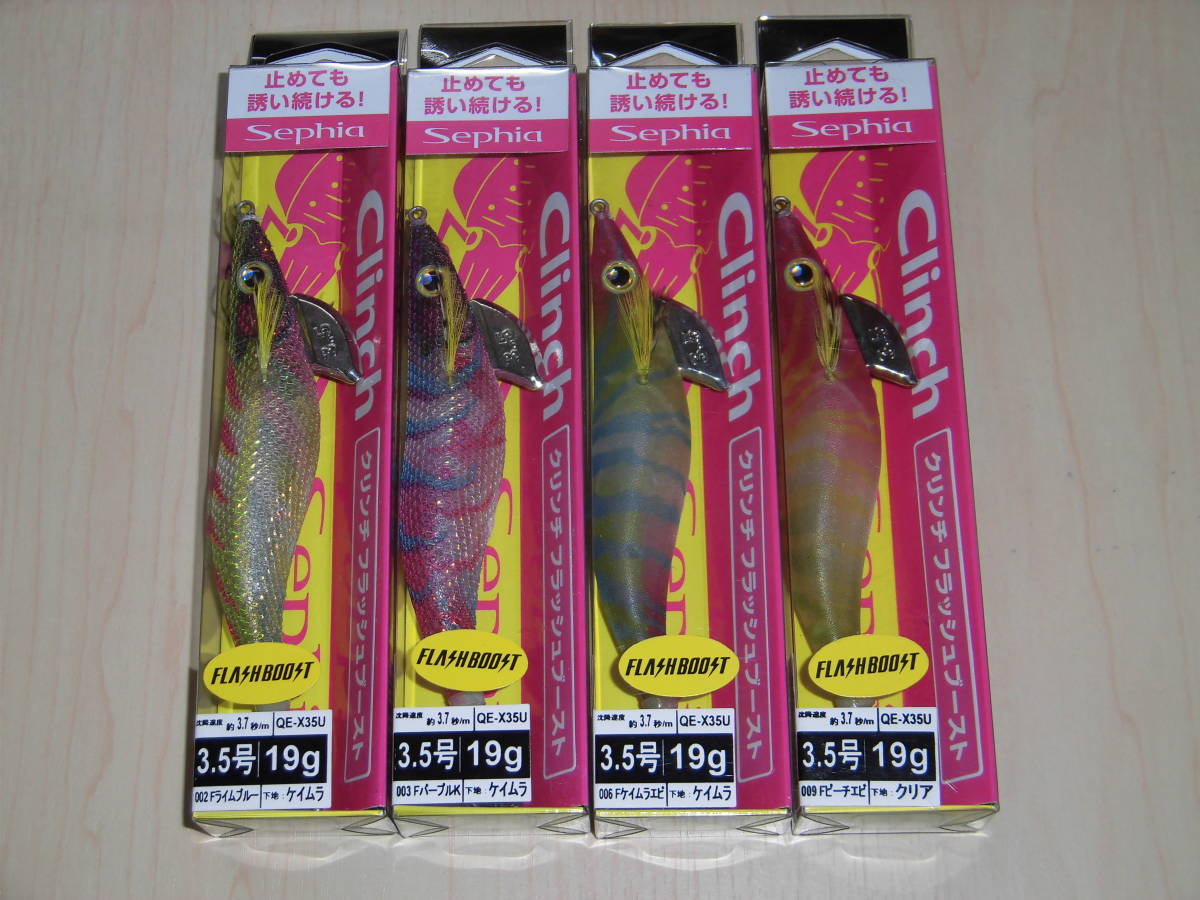 止めても
誘い続ける!
Sephia
Clinch
クリンチ フラッシュブースト
3.5
FLASHBOOST
沈降速度 約3.7秒/m QE-X35U
3.5号 19g
002 Fライムブルー 下地: ケイムラ
止めても
誘い続ける!
Sephia
Clinch
クリンチ フラッシュブースト
3.5
FLASHBOOST
沈降速度 約3.7秒/m QE-X35U
3.5号 19g
003 FパープルK 下地: ケイムラ
止めても
誘い続ける!
Sephia
Clinch
クリンチ フラッシュブースト
3.5
FLASHBOOST
沈降速度 約3.7秒/m QE-X35U
3.5号 19g
006 Fケイムラエビ 下地: ケイムラ
止めても
誘い続ける!
Sephia
Clinch
クリンチ フラッシュブースト
3.5
FLASHBOOST
沈降速度 約3.7秒/m QE-X35U
3.5号 19g
009 Fピーチエビ 下地: クリア